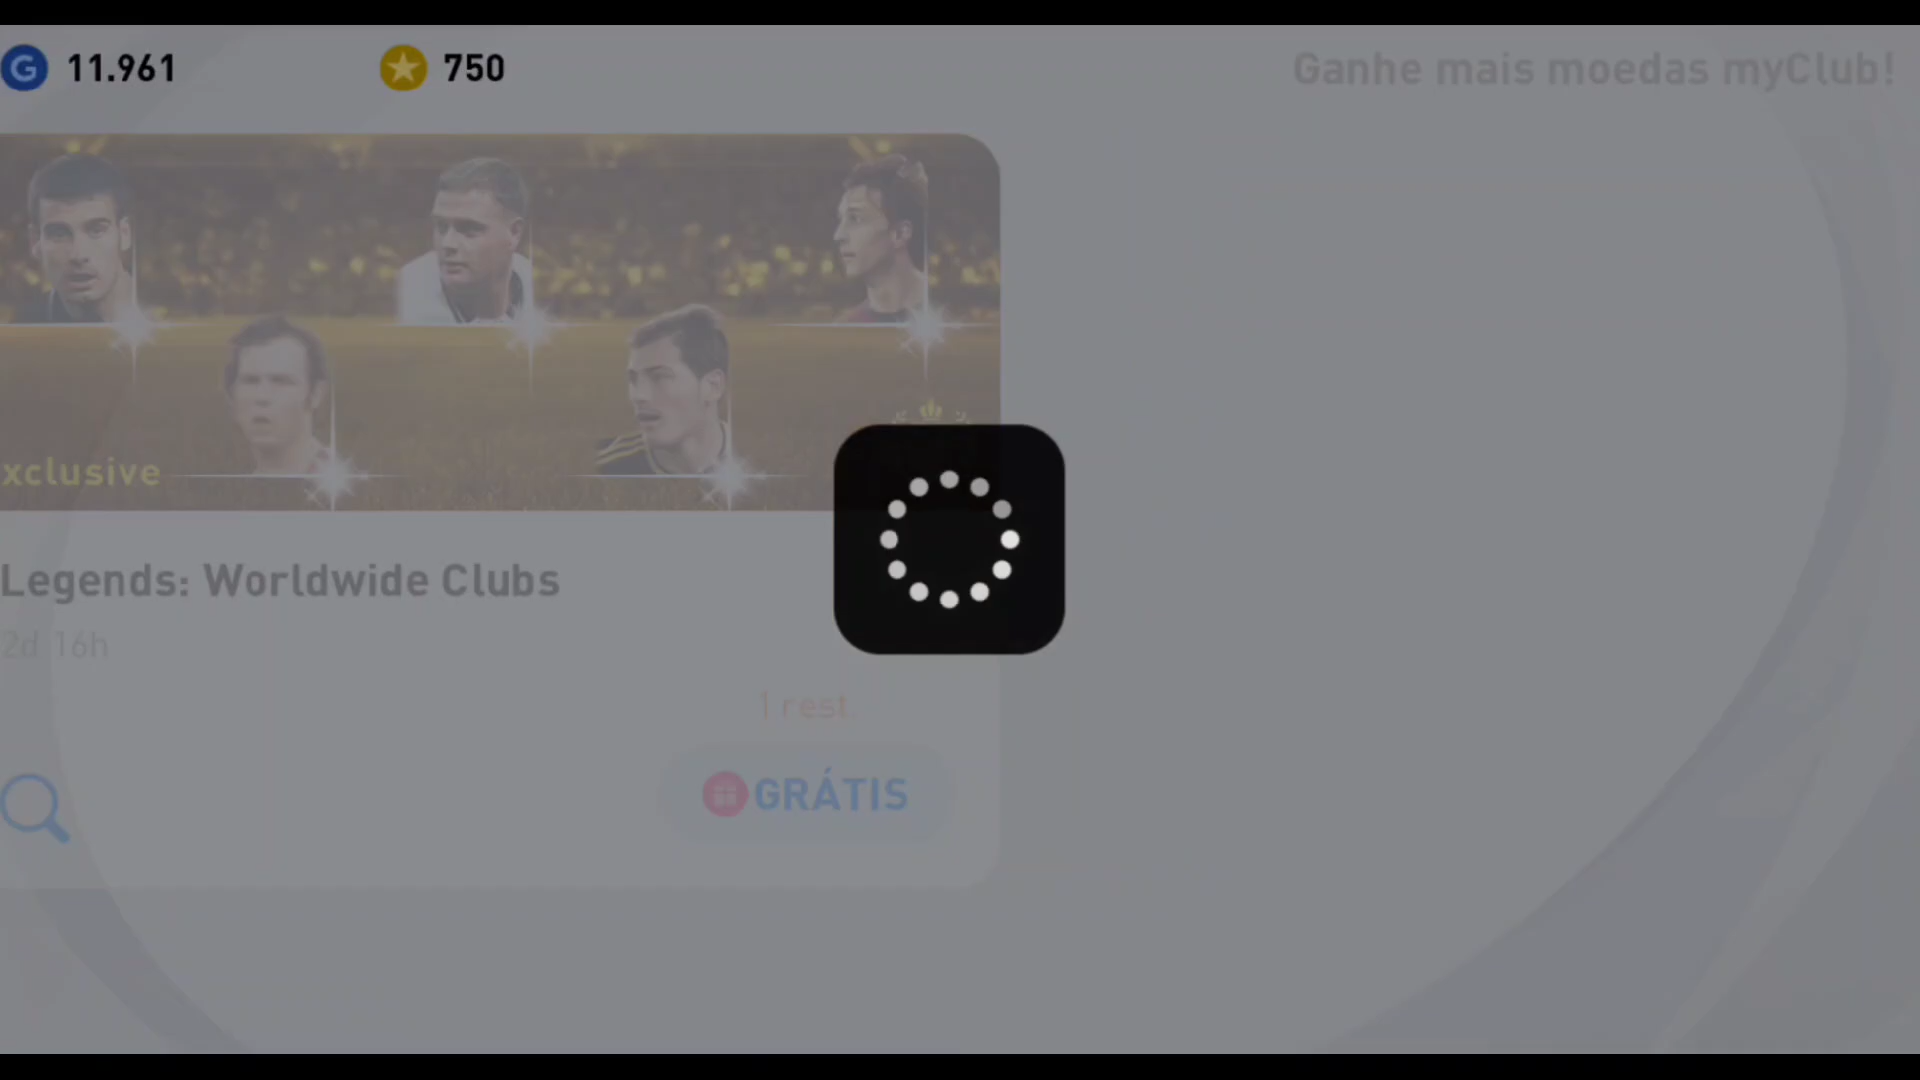 G 11.961
750
Ganhe mais moedas myClub!
xclusive
Legends: Worldwide Clubs
2d 16h
1 rest.
GRÁTIS